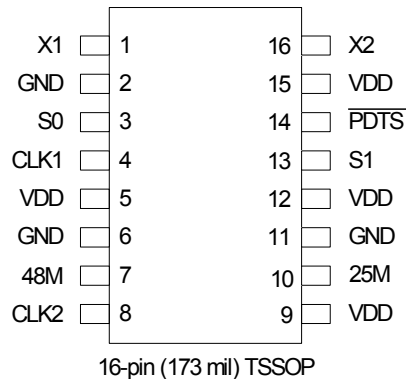 X1 1 16 X2
GND 2 15 VDD
S0 3 14 PDTS
CLK1 4 13 S1
VDD 5 12 VDD
GND 6 11 GND
48M 7 10 25M
CLK2 8 9 VDD
16-pin (173 mil) TSSOP